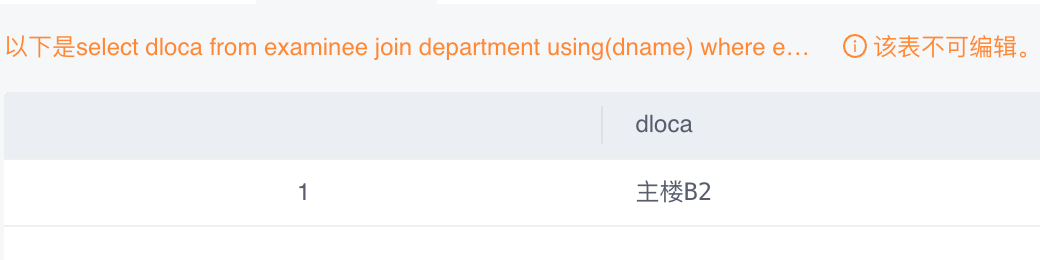 以下是select dloca from examinee join department using(dname) where e… 该表不可编辑。
dloca
1 主楼B2